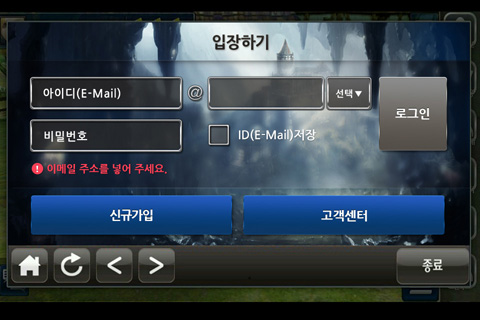 입장하기
아이디(E-Mail) @ 선택▼
로그인
비밀번호 ID(E-Mail)저장
이메일 주소를 넣어 주세요.
신규가입 고객센터
종료